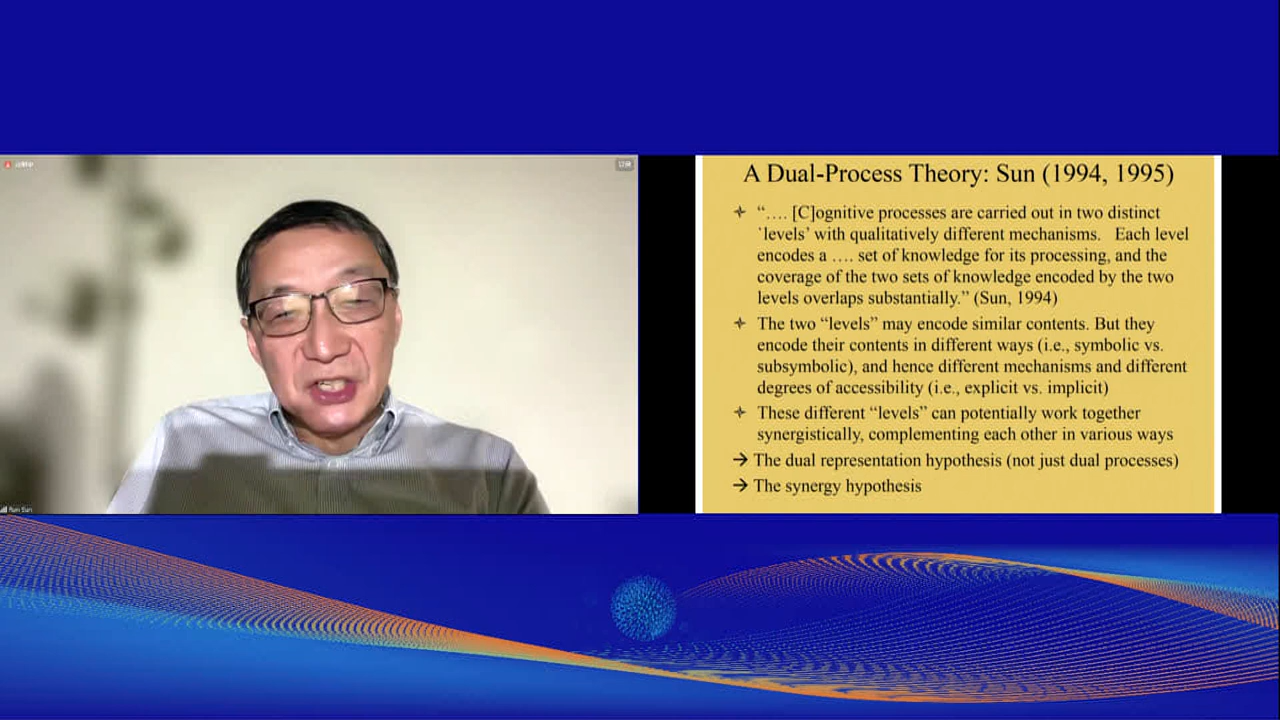 Ron Sun
A Dual-Process Theory: Sun (1994, 1995)
“…. [C]ognitive processes are carried out in two distinct
‘levels’ with qualitatively different mechanisms. Each level
encodes a …. set of knowledge for its processing, and the
coverage of the two sets of knowledge encoded by the two
levels overlaps substantially.” (Sun, 1994)
The two “levels” may encode similar contents. But they
encode their contents in different ways (i.e., symbolic vs.
subsymbolic), and hence different mechanisms and different
degrees of accessibility (i.e., explicit vs. implicit)
These different “levels” can potentially work together
synergistically, complementing each other in various ways
→ The dual representation hypothesis (not just dual processes)
→ The synergy hypothesis